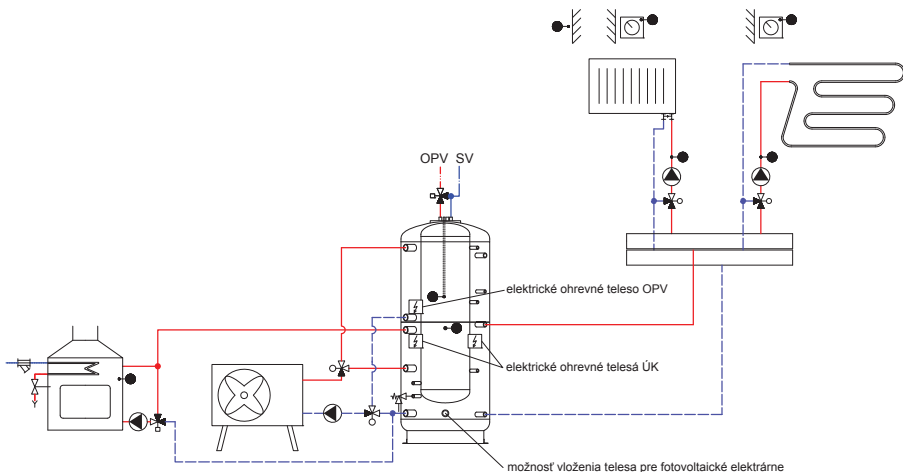 OPV SV
elektrické ohrevné teleso OPV
elektrické ohrevné telesá ÚK
možnosť vloženia telesa pre fotovoltaické elektrárne